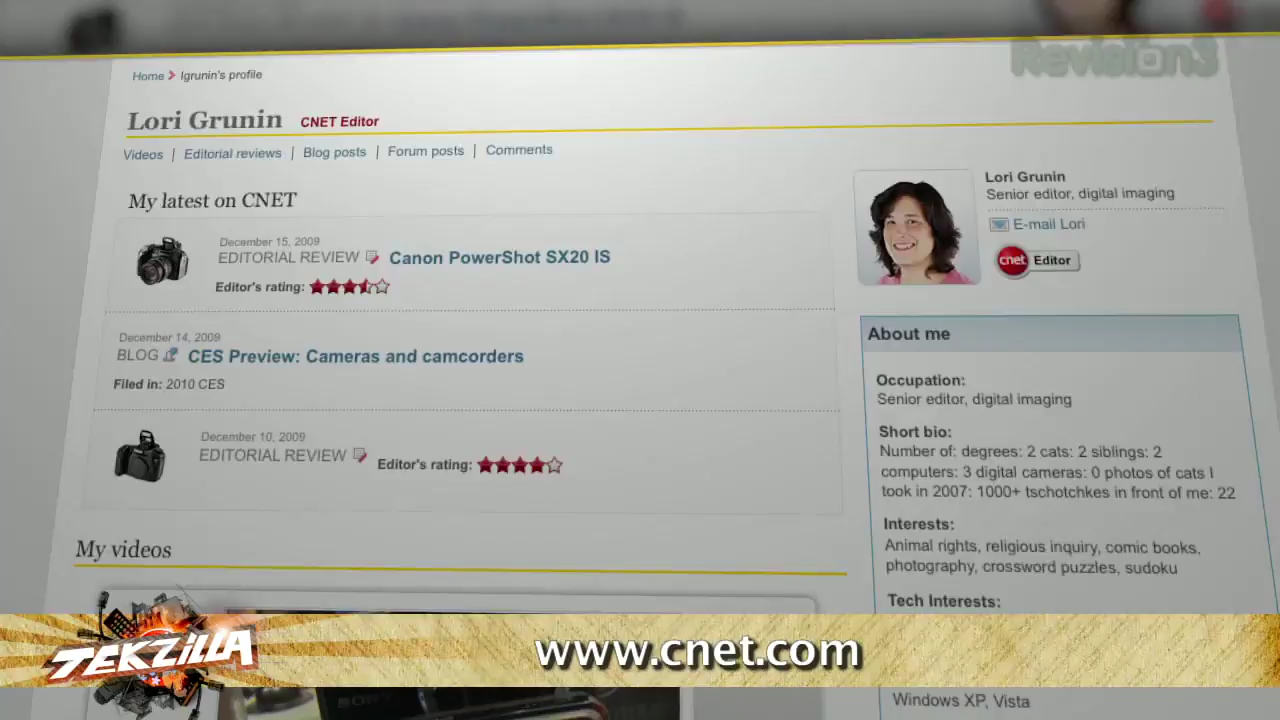 Revision3
Home > lgrunin's profile
Lori Grunin CNET Editor
Videos | Editorial reviews | Blog posts | Forum posts | Comments
My latest on CNET
December 15, 2009
EDITORIAL REVIEW Canon PowerShot SX20 IS
Editor's rating:
December 14, 2009
BLOG CES Preview: Cameras and camcorders
Filed in: 2010 CES
December 10, 2009
EDITORIAL REVIEW
Editor's rating:
My videos
Lori Grunin
Senior editor, digital imaging
E-mail Lori
cnet Editor
About me
Occupation:
Senior editor, digital imaging
Short bio:
Number of: degrees: 2 cats: 2 siblings: 2
computers: 3 digital cameras: 0 photos of cats I
took in 2007: 1000+ tschotchkes in front of me: 22
Interests:
Animal rights, religious inquiry, comic books,
photography, crossword puzzles, sudoku
Tech Interests:
TEKZILLA
www.cnet.com
SONY
Windows XP, Vista